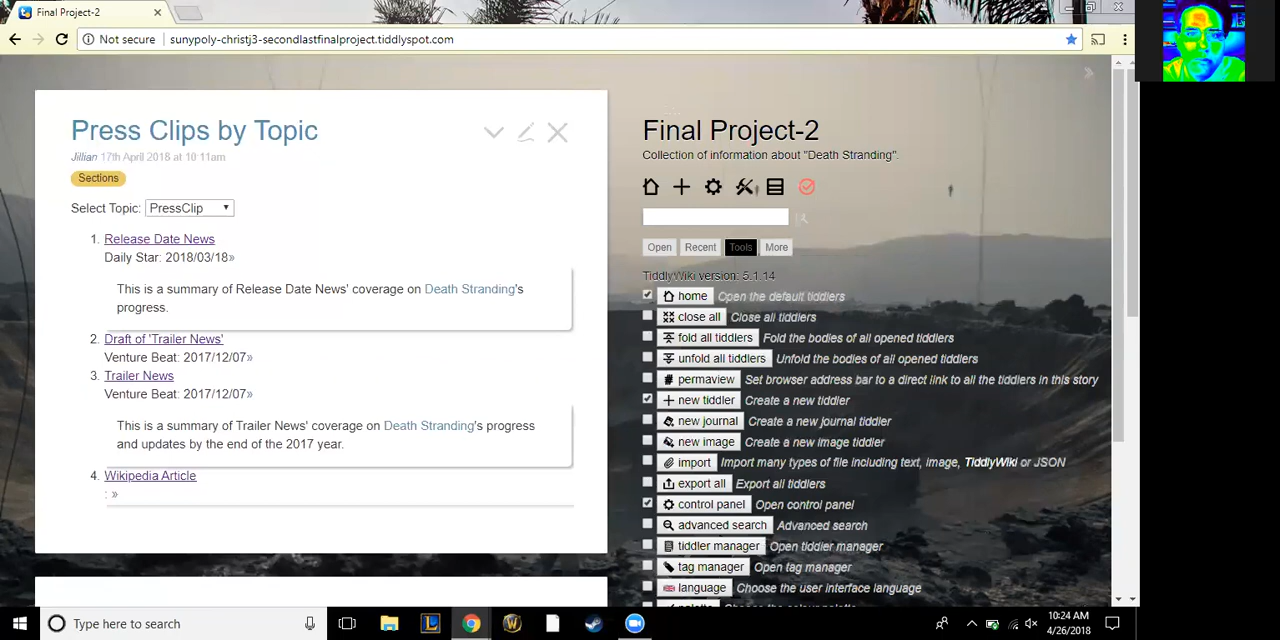 Final Project-2
Not secure
sunypoly-christj3-secondlastfinalproject.tiddlyspot.com
Press Clips by Topic
Jillian 17th April 2018 at 10 11am
Sections
Select Topic: PressClip
1. Release Date News
Daily Star: 2018/03/18»
This is a summary of Release Date News' coverage on Death Stranding's
progress.
2. Draft of 'Trailer News'
Venture Beat: 2017/12/07»
3. Trailer News
Venture Beat: 2017/12/07»
This is a summary of Trailer News' coverage on Death Stranding's progress
and updates by the end of the 2017 year.
4. Wikipedia Article
: »
Final Project-2
Collection of information about "Death Stranding".
Open Recent Tools More
TiddlyWiki version: 5.1.14
home Open the default tiddlers
close all Close all tiddlers
fold all tiddlers Fold the bodies of all opened tiddlers
unfold all tiddlers Unfold the bodies of all opened tiddlers
permaview Set browser address bar to a direct link to all the tiddlers in this story
new tiddler Create a new tiddler
new journal Create a new journal tiddler
new image Create a new image tiddler
import Import many types of file including text, image, TiddlyWiki or JSON
export all Export all tiddlers
control panel Open control panel
advanced search Advanced search
tiddler manager Open tiddler manager
tag manager Open tag manager
language Choose the user interface language
Type here to search
10:24 AM
4/26/2018